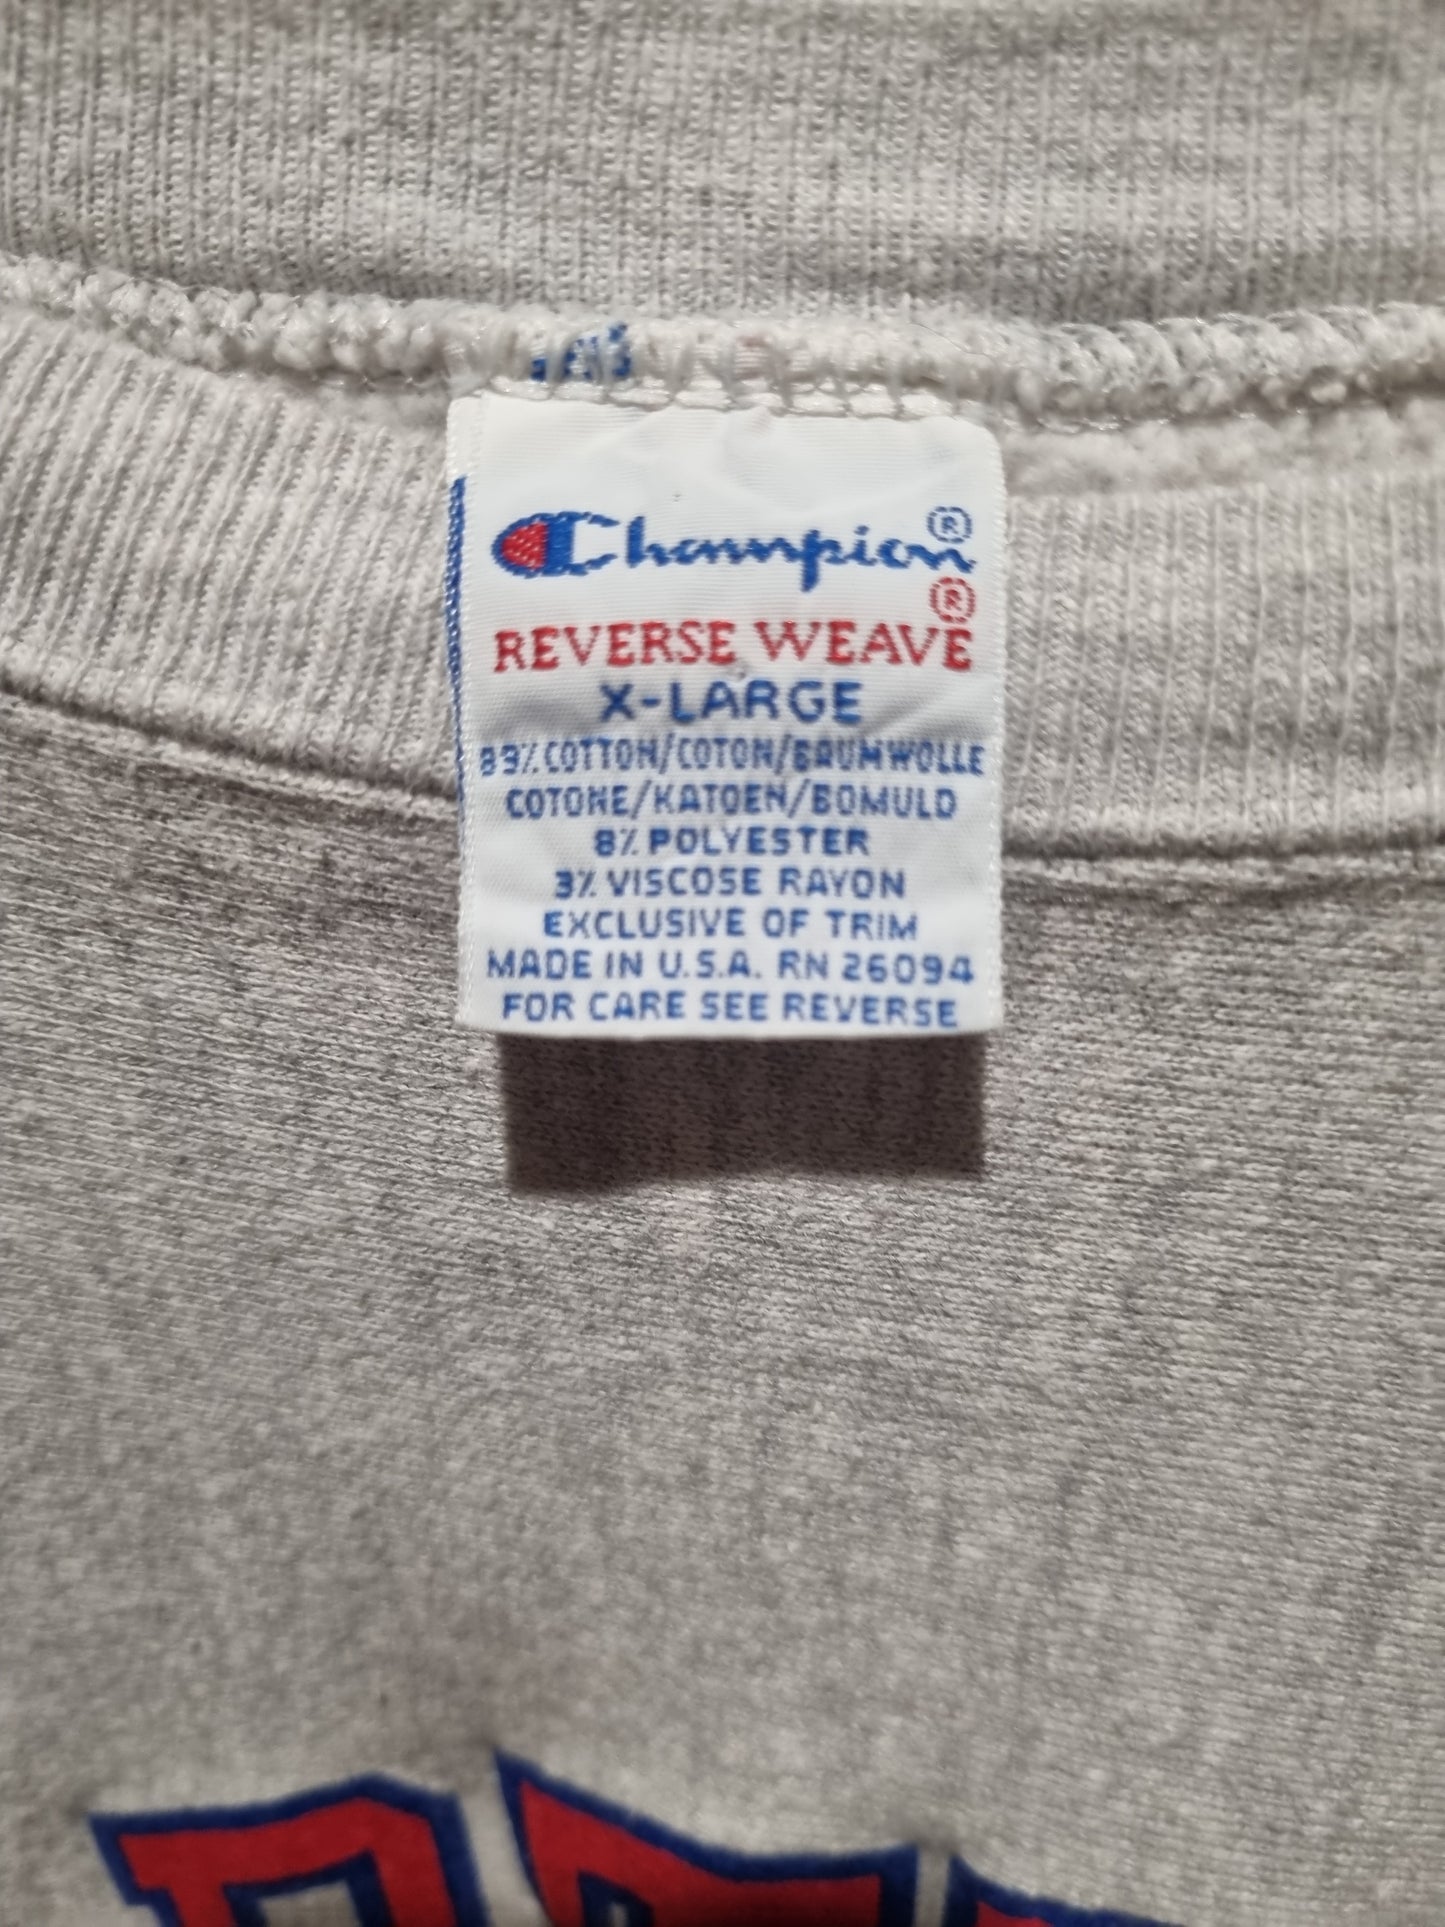 Champion®
REVERSE WEAVE®
X-LARGE
89% COTTON/COTON/BAUMWOLLE
COTONE/KATOEN/BOMULD
8% POLYESTER
3% VISCOSE RAYON
EXCLUSIVE OF TRIM
MADE IN U.S.A. RN 26094
FOR CARE SEE REVERSE